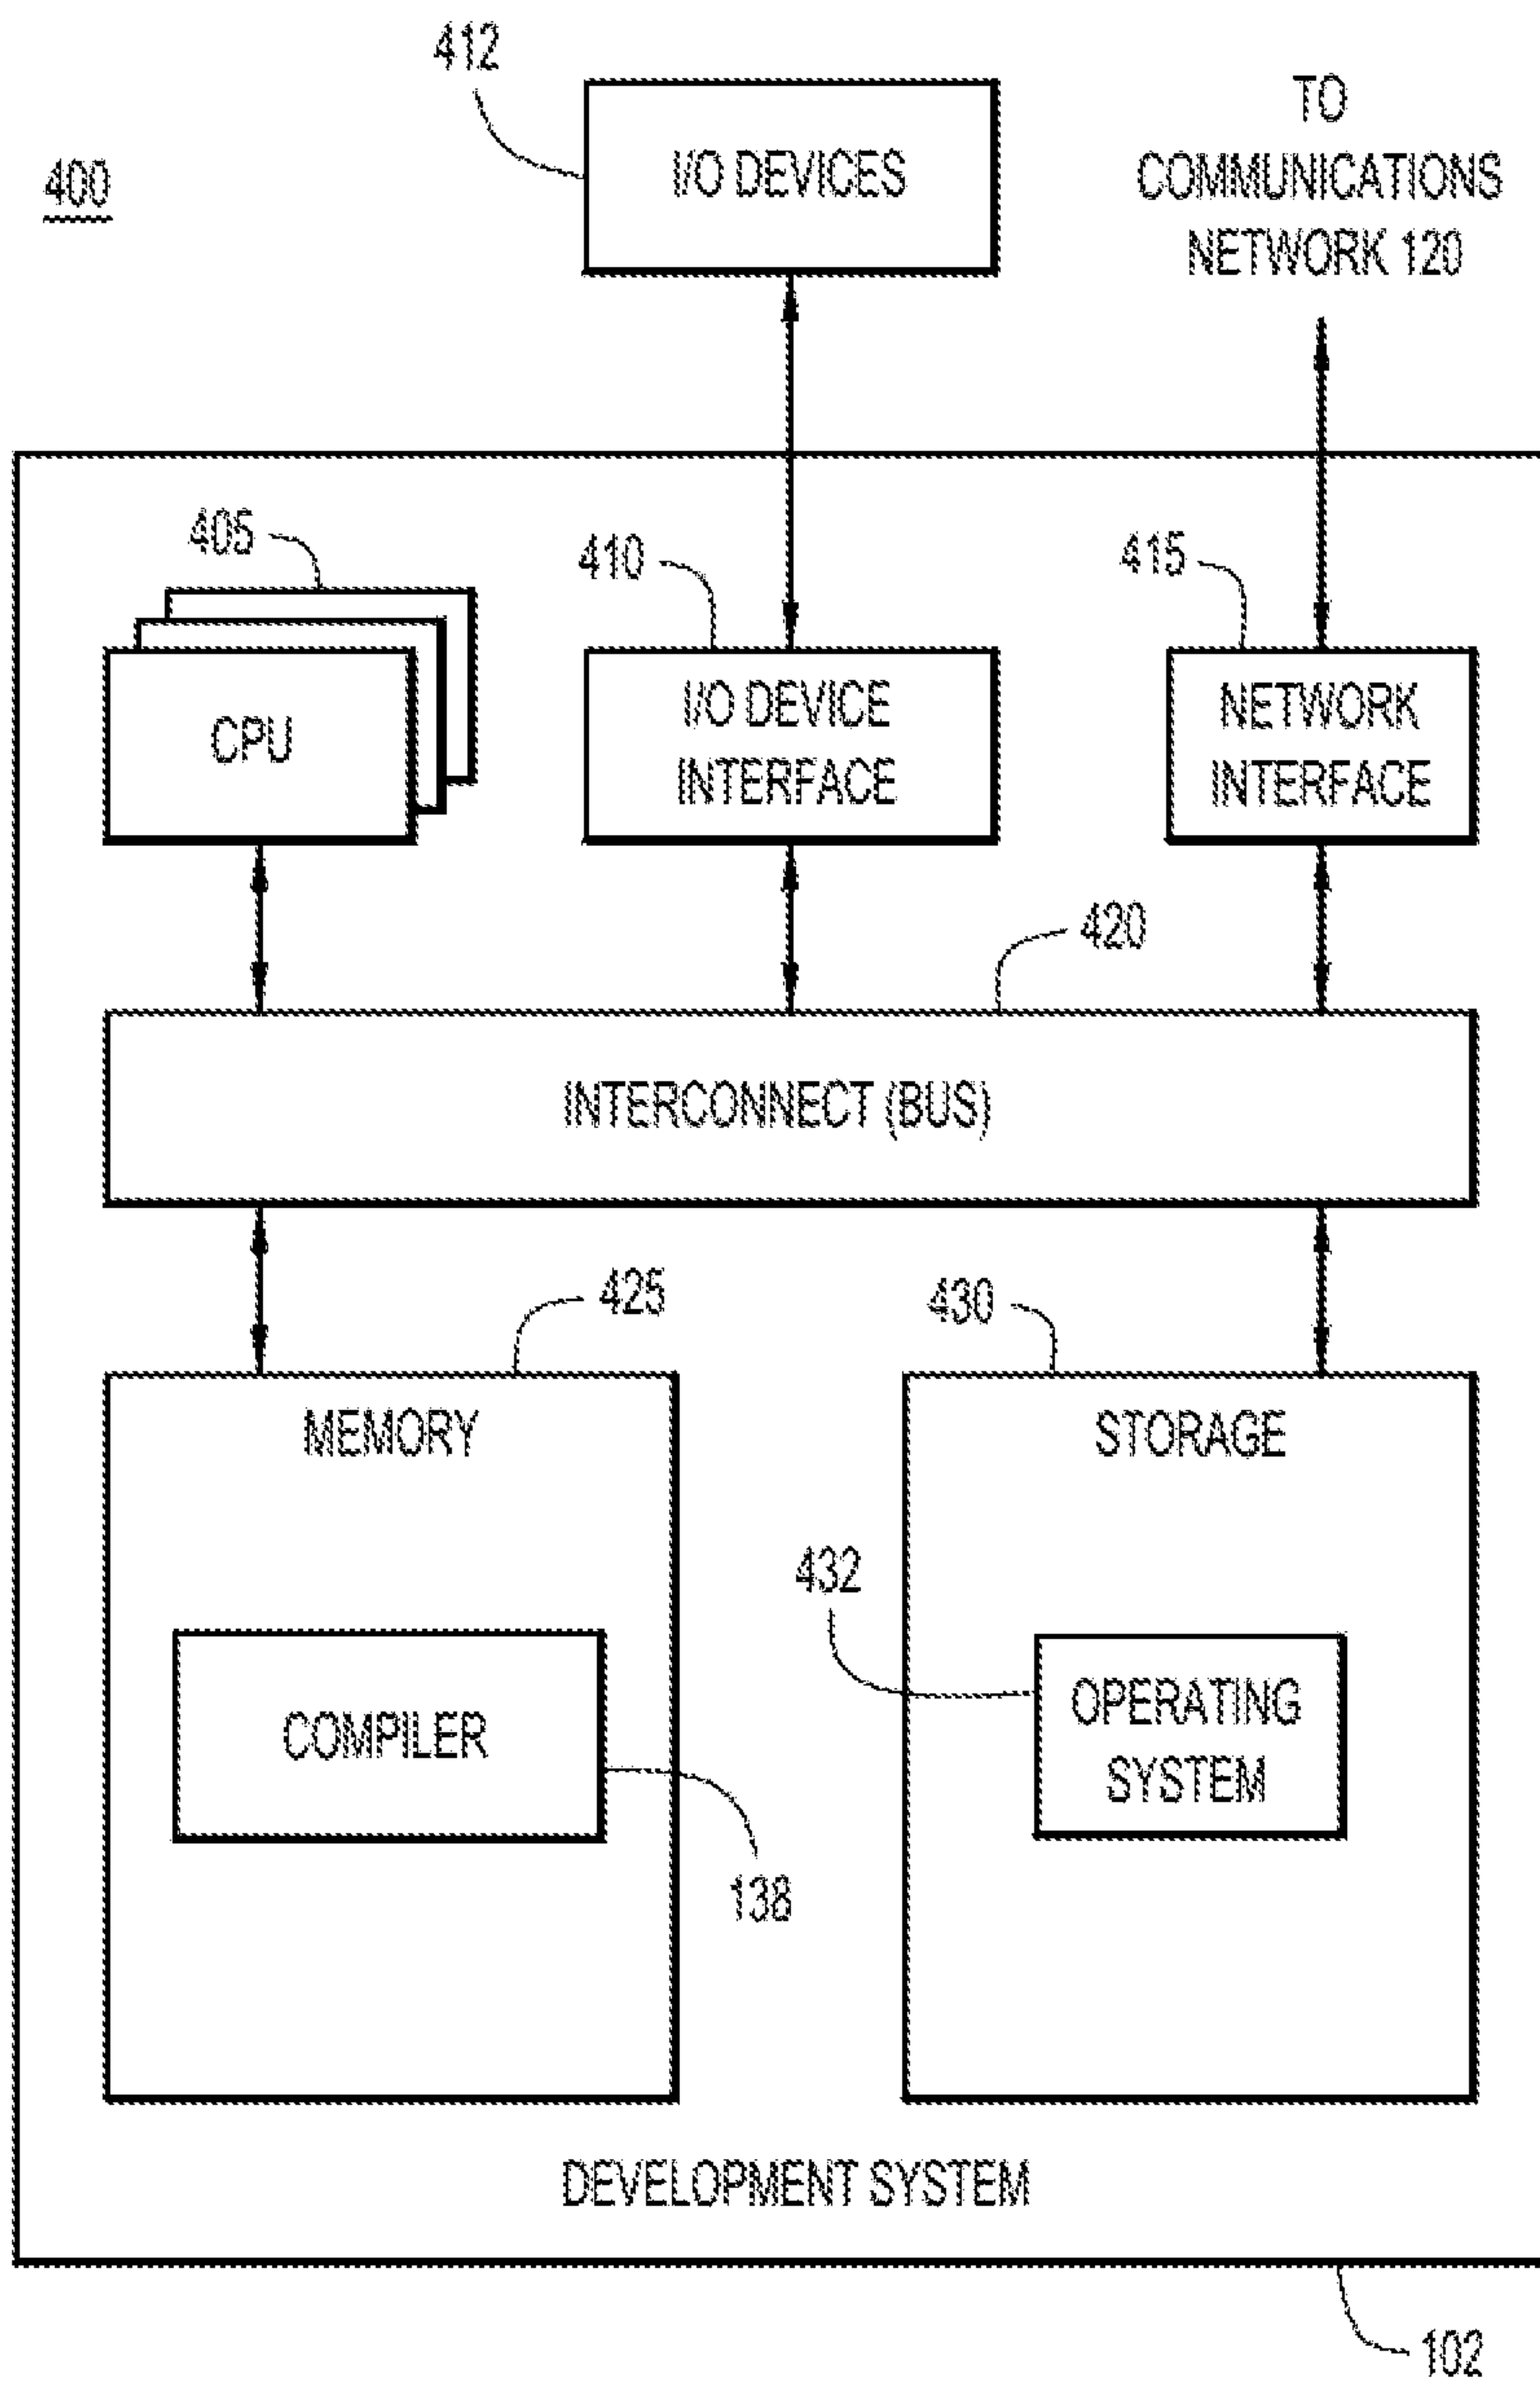 412
I/O DEVICES
TO
COMMUNICATIONS
NETWORK 120
400
405
410
415
CPU
I/O DEVICE
INTERFACE
NETWORK
INTERFACE
420
INTERCONNECT (BUS)
425
430
MEMORY
STORAGE
432
COMPILER
OPERATING
SYSTEM
138
DEVELOPMENT SYSTEM
102